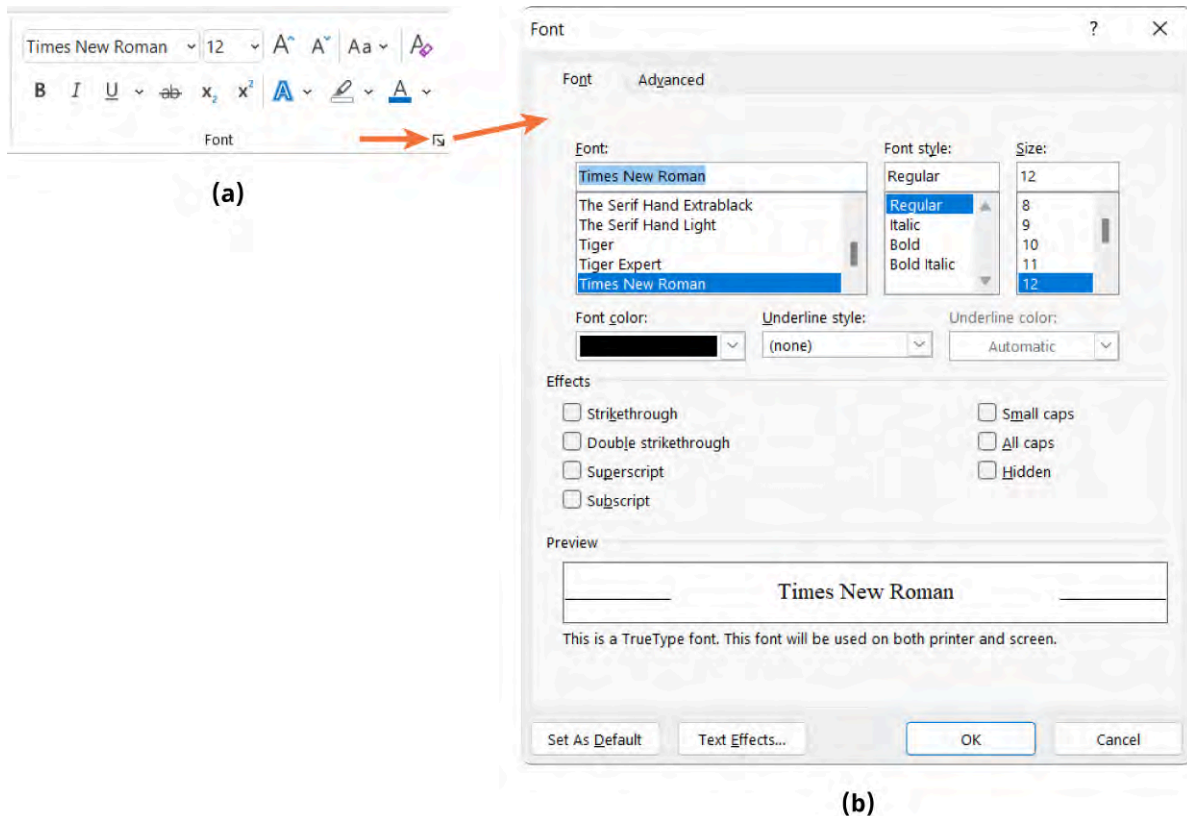 Times New Roman 12 A A Aa A
B I U ab x2 x2 A A
Font
(a)
Font ? X
Font Advanced
Font: Font style: Size:
Times New Roman Regular 12
The Serif Hand Extrablack Regular 8
The Serif Hand Light Italic 9
Tiger Bold 10
Tiger Expert Bold Italic 11
Times New Roman 12
Font color: Underline style: Underline color:
(none) Automatic
Effects
Strikethrough Small caps
Double strikethrough All caps
Superscript Hidden
Subscript
Preview
Times New Roman
This is a TrueType font. This font will be used on both printer and screen.
Set As Default Text Effects... OK Cancel
(b)